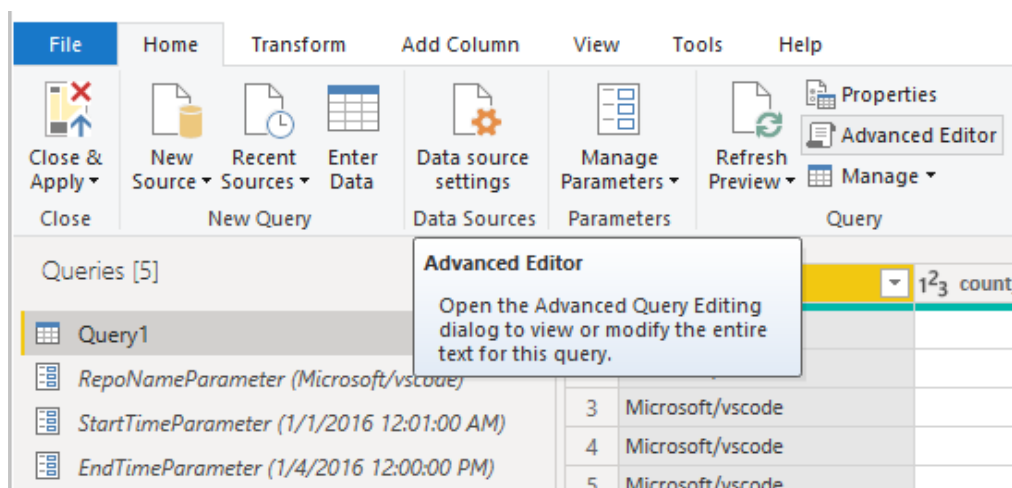 File Home Transform Add Column View Tools Help
Close & Apply
New Source
Recent Sources
Enter Data
Data source settings
Manage Parameters
Refresh Preview
Properties
Advanced Editor
Manage
Close New Query Data Sources Parameters Query
Queries [5]
Advanced Editor
Open the Advanced Query Editing
dialog to view or modify the entire
text for this query.
1²3 count
Query1
RepoNameParameter (Microsoft/vscode)
StartTimeParameter (1/1/2016 12:01:00 AM)
EndTimeParameter (1/4/2016 12:00:00 PM)
3 Microsoft/vscode
4 Microsoft/vscode
5 Microsoft/vscode